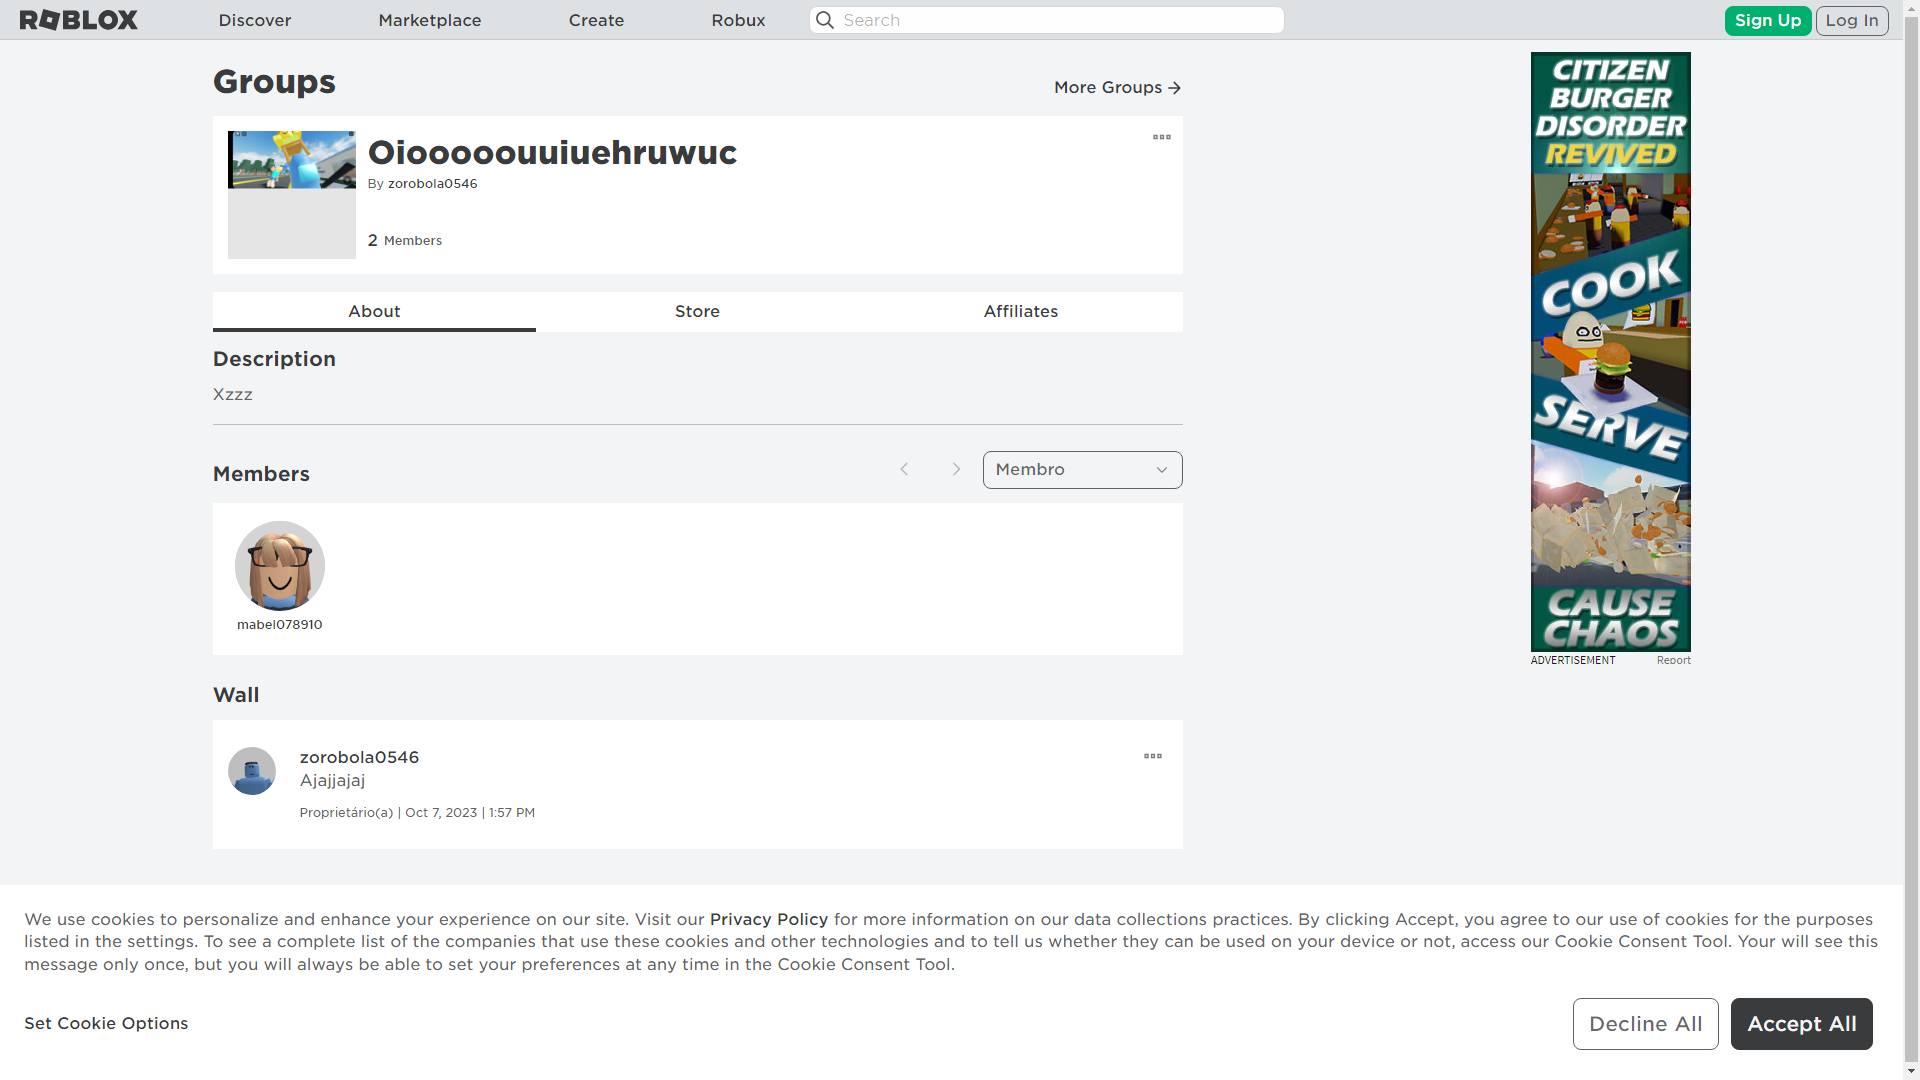 ROBLOX Discover Marketplace Create Robux Search Sign Up Log In
Groups
More Groups
Oiooooouuiuehruwuc
By zorobola0546
2 Members
About Store Affiliates
Description
Xzzz
Members
Membro
mabel078910
Wall
zorobola0546
Ajajjajaj
Proprietário(a) | Oct 7, 2023 | 1:57 PM
CITIZEN
BURGER
DISORDER
REVIVED
COOK
SERVE
CAUSE
CHAOS
ADVERTISEMENT Report
We use cookies to personalize and enhance your experience on our site. Visit our Privacy Policy for more information on our data collections practices. By clicking Accept, you agree to our use of cookies for the purposes
listed in the settings. To see a complete list of the companies that use these cookies and other technologies and to tell us whether they can be used on your device or not, access our Cookie Consent Tool. Your will see this
message only once, but you will always be able to set your preferences at any time in the Cookie Consent Tool.
Set Cookie Options
Decline All
Accept All